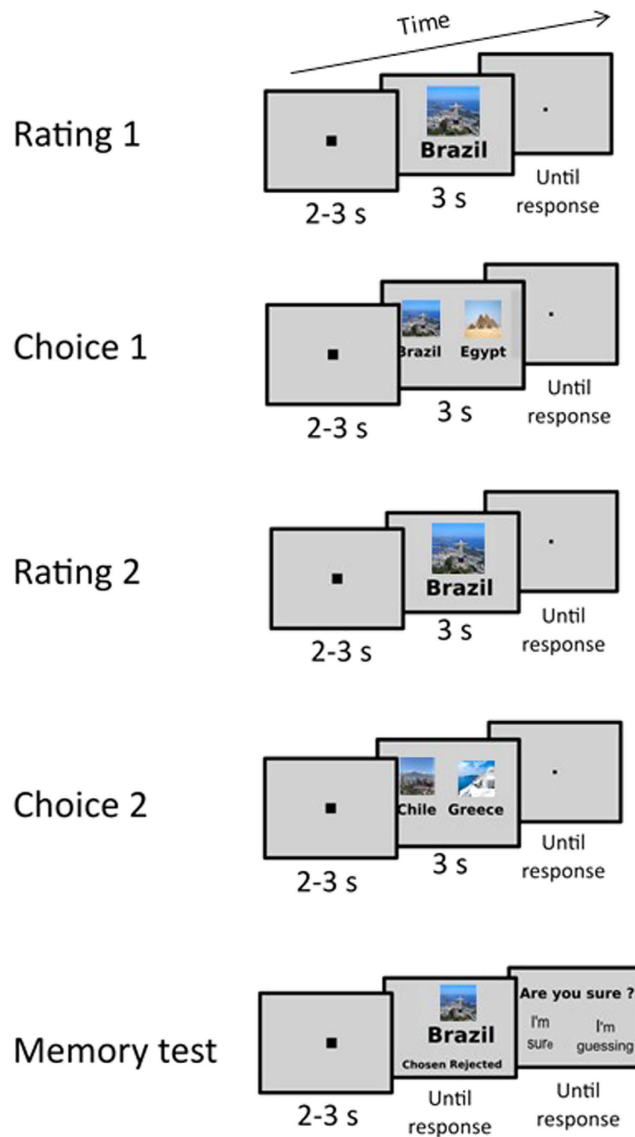 Time
Rating 1
Brazil
2-3 s
3 s
Until
response
Choice 1
Brazil Egypt
2-3 s
3 s
Until
response
Rating 2
Brazil
2-3 s
3 s
Until
response
Choice 2
Chile Greece
2-3 s
3 s
Until
response
Memory test
Brazil
Chosen Rejected
Are you sure ?
I'm
sure
I'm
guessing
2-3 s
Until
response
Until
response